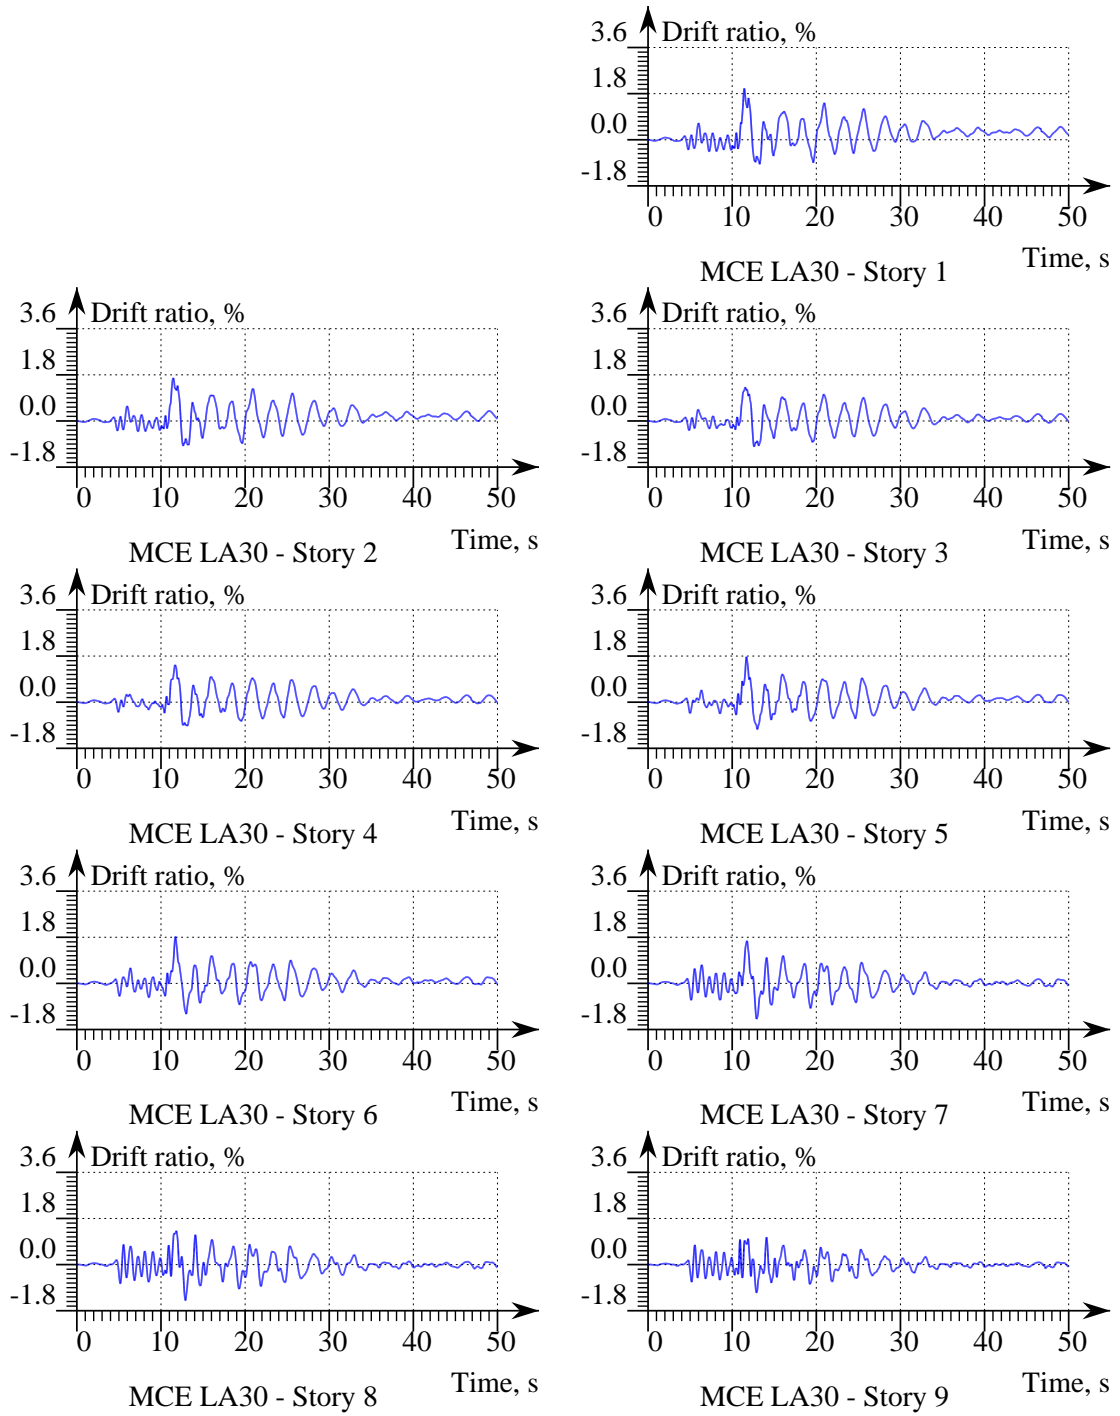 Drift ratio, %
3.6
1.8
0.0
-1.8
0 10 20 30 40 50
Time, s
MCE LA30 - Story 1
Drift ratio, %
3.6
1.8
0.0
-1.8
0 10 20 30 40 50
Time, s
MCE LA30 - Story 2
Drift ratio, %
3.6
1.8
0.0
-1.8
0 10 20 30 40 50
Time, s
MCE LA30 - Story 3
Drift ratio, %
3.6
1.8
0.0
-1.8
0 10 20 30 40 50
Time, s
MCE LA30 - Story 4
Drift ratio, %
3.6
1.8
0.0
-1.8
0 10 20 30 40 50
Time, s
MCE LA30 - Story 5
Drift ratio, %
3.6
1.8
0.0
-1.8
0 10 20 30 40 50
Time, s
MCE LA30 - Story 6
Drift ratio, %
3.6
1.8
0.0
-1.8
0 10 20 30 40 50
Time, s
MCE LA30 - Story 7
Drift ratio, %
3.6
1.8
0.0
-1.8
0 10 20 30 40 50
Time, s
MCE LA30 - Story 8
Drift ratio, %
3.6
1.8
0.0
-1.8
0 10 20 30 40 50
Time, s
MCE LA30 - Story 9